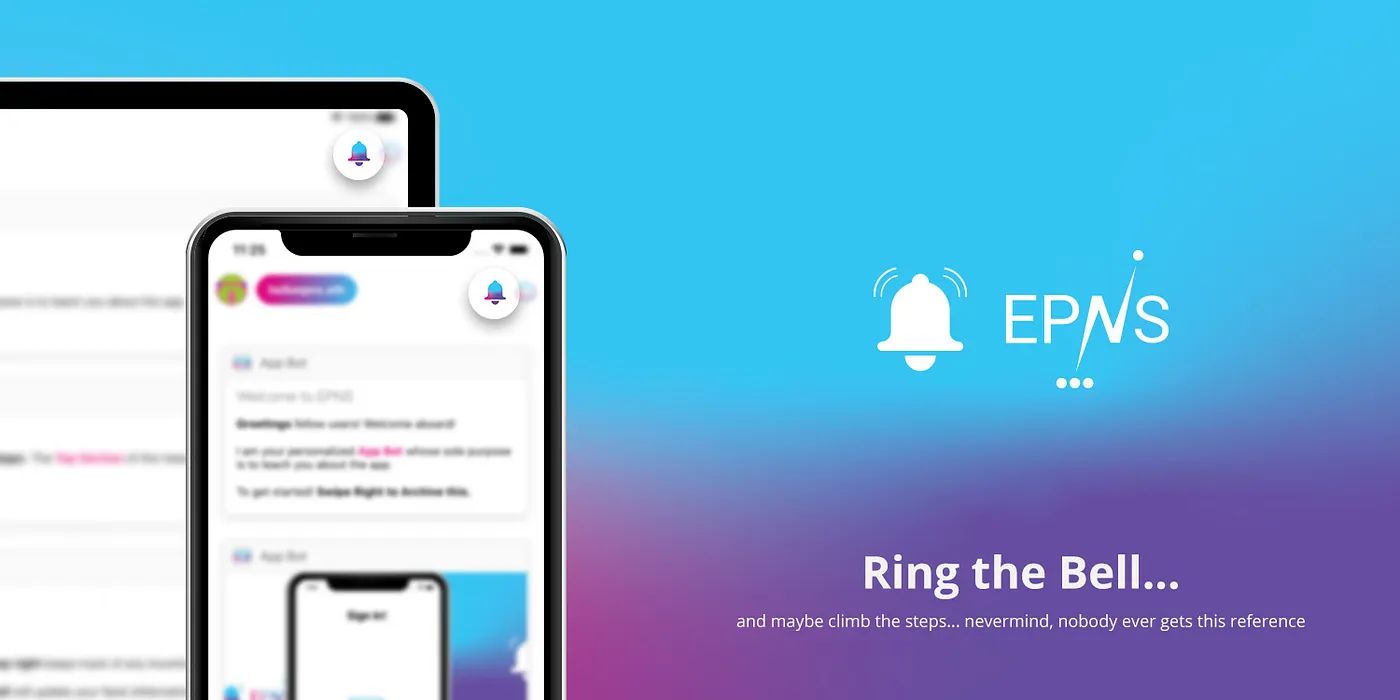 11:25
App Bot
Welcome to EPNS
Greetings fellow users! Welcome aboard!
I am your personalized App Bot whose sole purpose
is to teach you about the app.
To get started! Swipe Right to Archive this.
App Bot
Sign In!
EPNS
Ring the Bell...
and maybe climb the steps... nevermind, nobody ever gets this reference